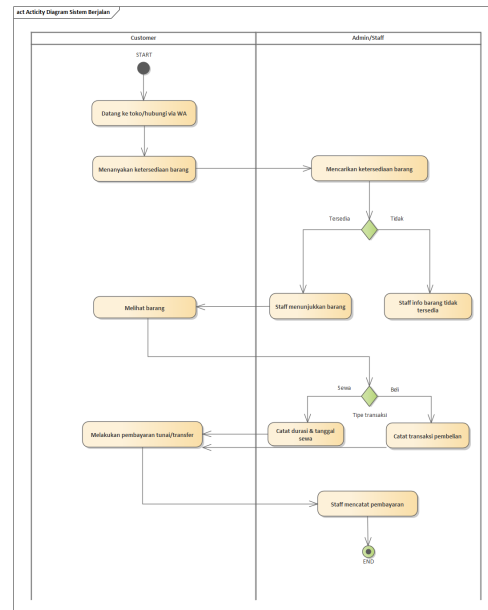 act Acticity Diagram Sistem Berjalan
Customer
Admin/Staff
START
Datang ke toko/hubungi via WA
Menanyakan ketersediaan barang
Mencarikan ketersediaan barang
Tersedia
Tidak
Melihat barang
Staff menunjukkan barang
Staff info barang tidak
tersedia
Sewa
Beli
Tipe transaksi
Melakukan pembayaran tunai/transfer
Catat durasi & tanggal
sewa
Catat transaksi pembelian
Staff mencatat pembayaran
END